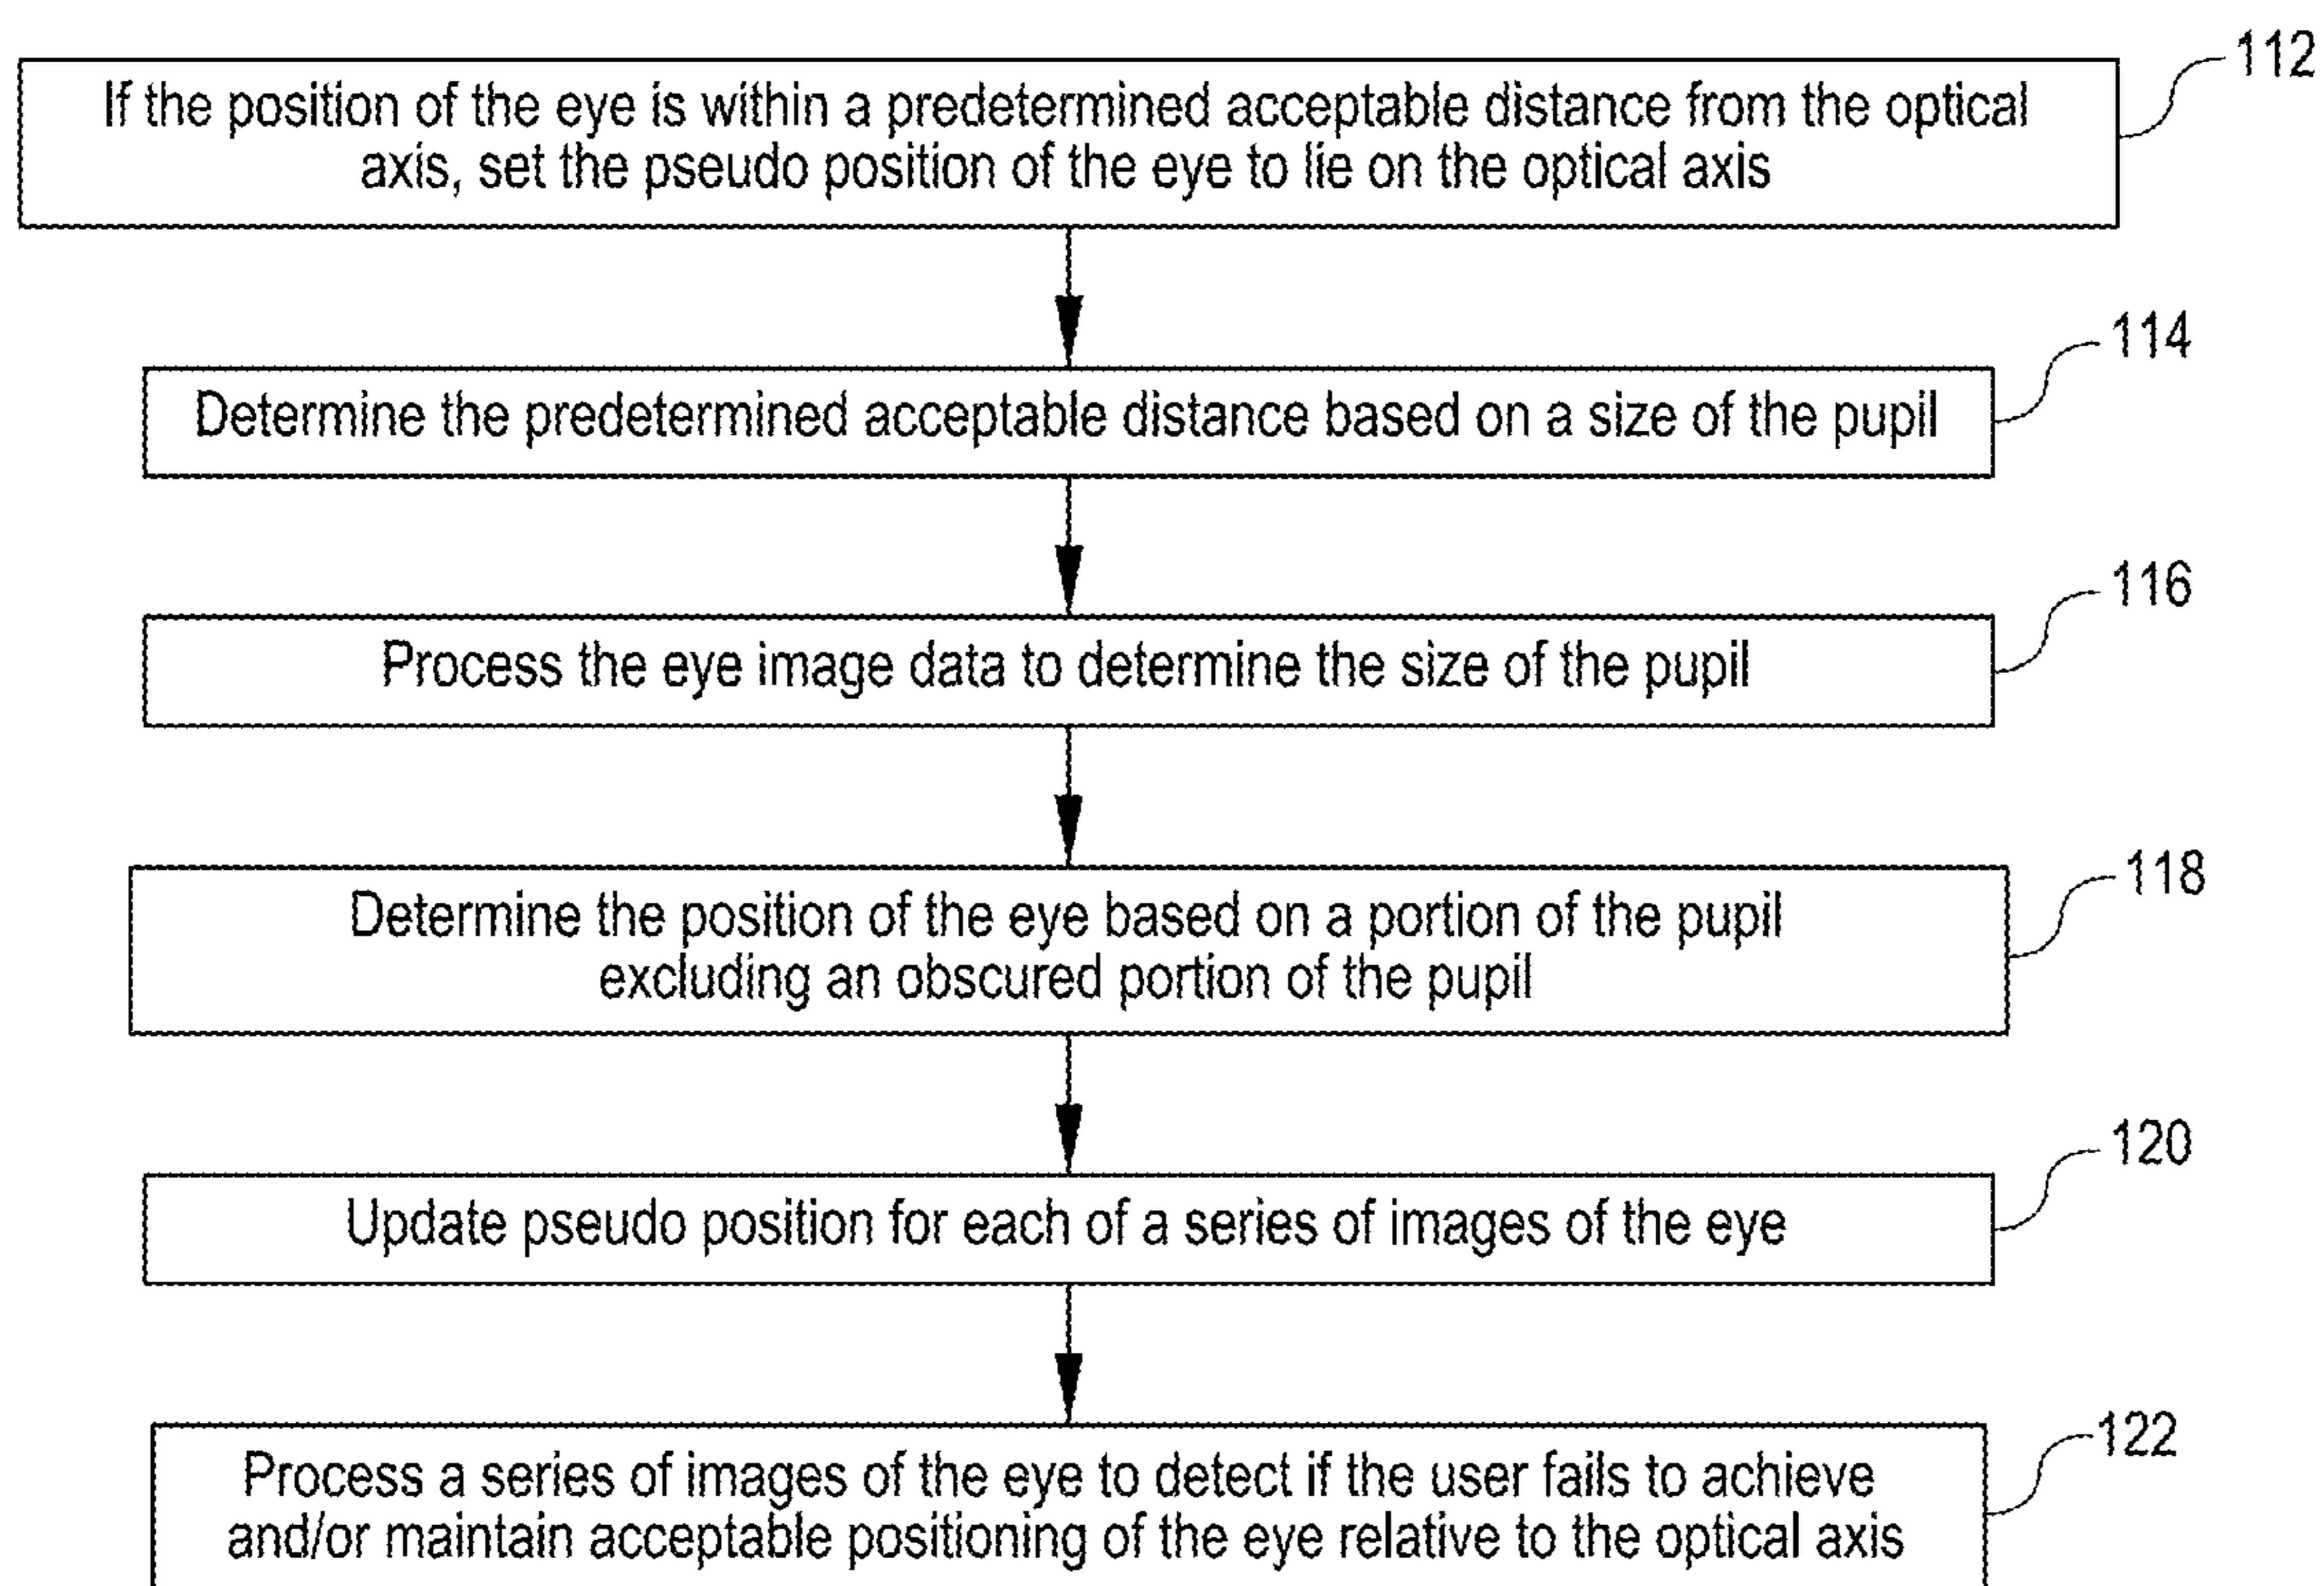 112
If the position of the eye is within a predetermined acceptable distance from the optical
axis, set the pseudo position of the eye to lie on the optical axis
114
Determine the predetermined acceptable distance based on a size of the pupil
116
Process the eye image data to determine the size of the pupil
118
Determine the position of the eye based on a portion of the pupil
excluding an obscured portion of the pupil
120
Update pseudo position for each of a series of images of the eye
122
Process a series of images of the eye to detect if the user fails to achieve
and/or maintain acceptable positioning of the eye relative to the optical axis